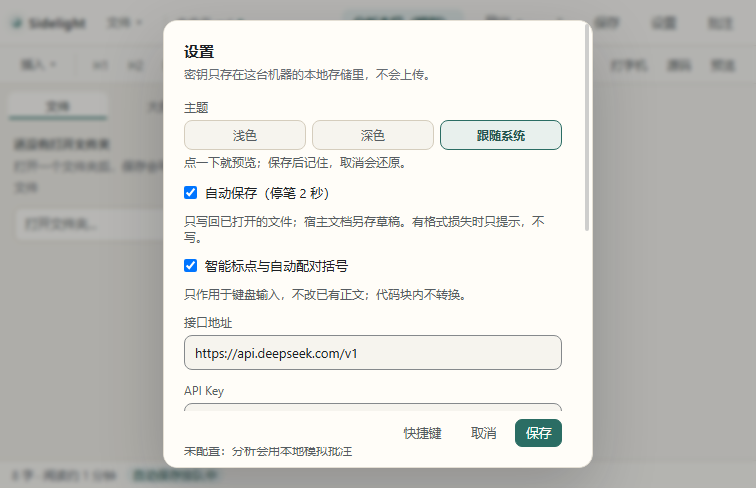 Sidelight
文件
保存
设置
批注
插入
H1
H2
打字机
源码
预览
文件
设置
密钥只存在这台机器的本地存储里，不会上传。
主题
浅色
深色
跟随系统
点一下就预览；保存后记住，取消会还原。
自动保存（停笔 2 秒）
只写回已打开的文件；宿主文档另存草稿。有格式损失时只提示，不
写。
智能标点与自动配对括号
只作用于键盘输入，不改已有正文；代码块内不转换。
接口地址
https://api.deepseek.com/v1
API Key
快捷键
取消
保存
未配置：分析会用本地模拟批注
打开文件夹…